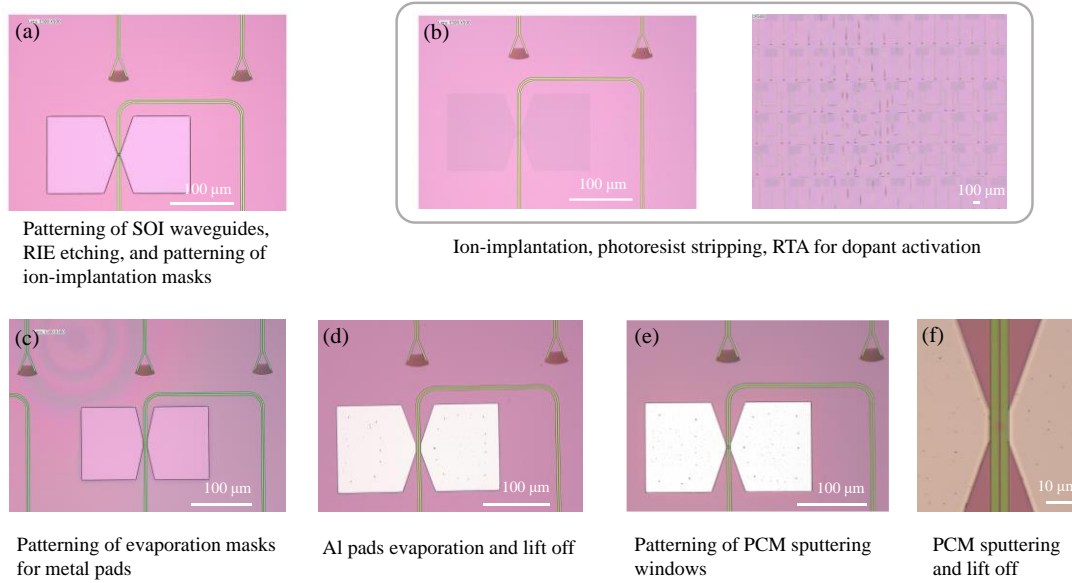 (a)
100 μm
Patterning of SOI waveguides,
RIE etching, and patterning of
ion-implantation masks
(b)
100 μm
100 μm
Ion-implantation, photoresist stripping, RTA for dopant activation
(c)
100 μm
Patterning of evaporation masks
for metal pads
(d)
100 μm
Al pads evaporation and lift off
(e)
100 μm
Patterning of PCM sputtering
windows
(f)
10 μm
PCM sputtering
and lift off